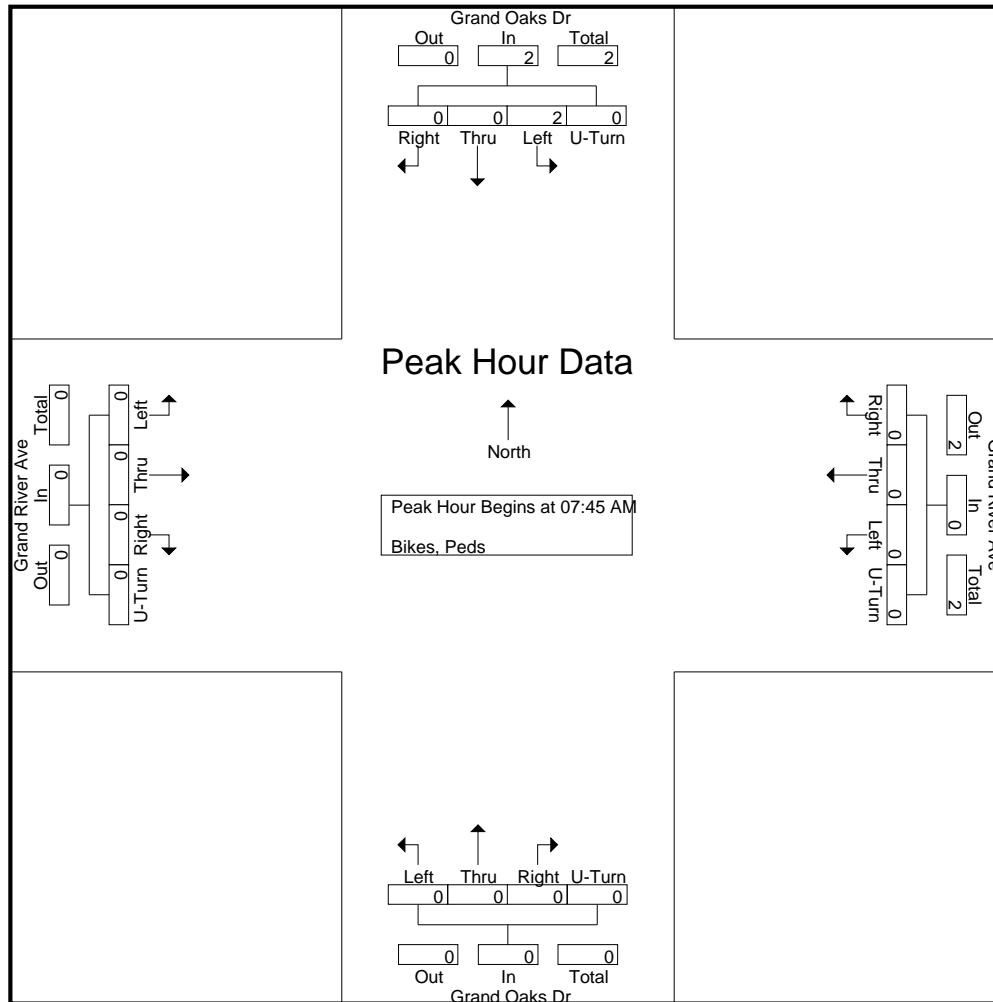 Grand Oaks Dr
Out In Total
0 2 2
0 0 2 0
Right Thru Left U-Turn
Peak Hour Data
North
Peak Hour Begins at 07:45 AM
Bikes, Peds
Grand River Ave
Total In Out
0 0 0
0 0 0 0
Left Thru Right U-Turn
Grand River Ave
Out In Total
2 0 2
0 0 0 0
Right Thru Left U-Turn
Left Thru Right U-Turn
0 0 0 0
0 0 0
Out In Total
Grand Oaks Dr